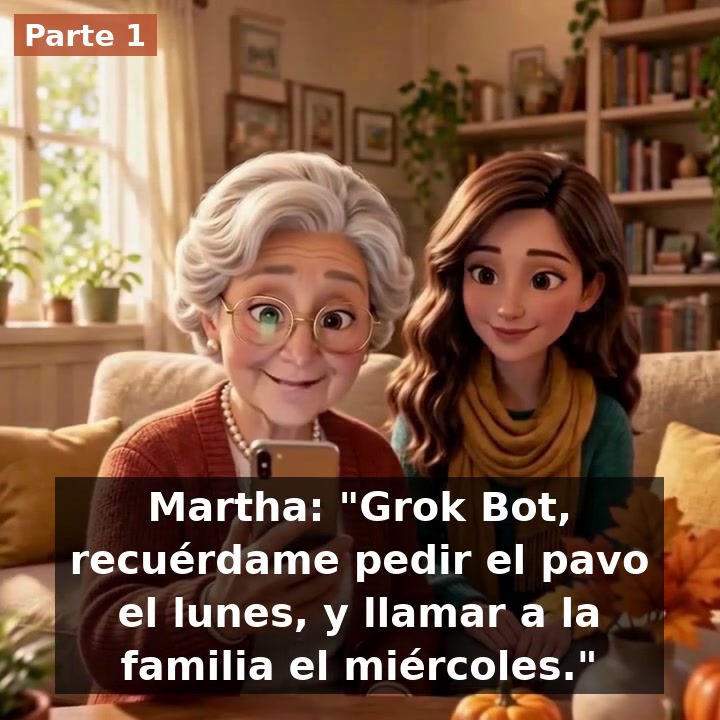 Parte 1
Martha: "Grok Bot,
recuérdame pedir el pavo
el lunes, y llamar a la
familia el miércoles."